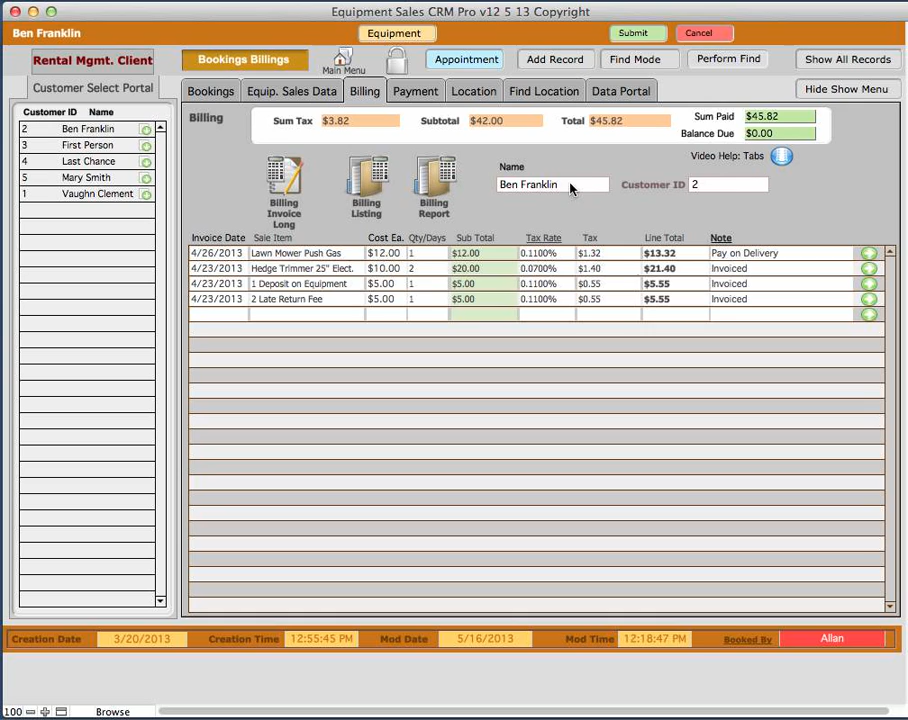 Equipment Sales CRM Pro v12 5 13 Copyright
Ben Franklin
Equipment
Submit
Cancel
Rental Mgmt. Client
Bookings Billings
Main Menu
Appointment
Add Record
Find Mode
Perform Find
Show All Records
Customer Select Portal
Bookings
Equip. Sales Data
Billing
Payment
Location
Find Location
Data Portal
Hide Show Menu
Customer ID Name
2 Ben Franklin
3 First Person
4 Last Chance
5 Mary Smith
1 Vaughn Clement
Billing
Sum Tax $3.82 Subtotal $42.00 Total $45.82
Sum Paid $45.82
Balance Due $0.00
Video Help: Tabs
Billing Invoice Long
Billing Listing
Billing Report
Name
Ben Franklin
Customer ID 2
Invoice Date Sale Item Cost Ea. Qty/Days Sub Total Tax Rate Tax Line Total Note
4/26/2013 Lawn Mower Push Gas $12.00 1 $12.00 0.1100% $1.32 $13.32 Pay on Delivery
4/23/2013 Hedge Trimmer 25" Elect. $10.00 2 $20.00 0.0700% $1.40 $21.40 Invoiced
4/23/2013 1 Deposit on Equipment $5.00 1 $5.00 0.1100% $0.55 $5.55 Invoiced
4/23/2013 2 Late Return Fee $5.00 1 $5.00 0.1100% $0.55 $5.55 Invoiced
Creation Date 3/20/2013 Creation Time 12:55:45 PM Mod Date 5/16/2013 Mod Time 12:18:47 PM Booked By Allan
100 Browse